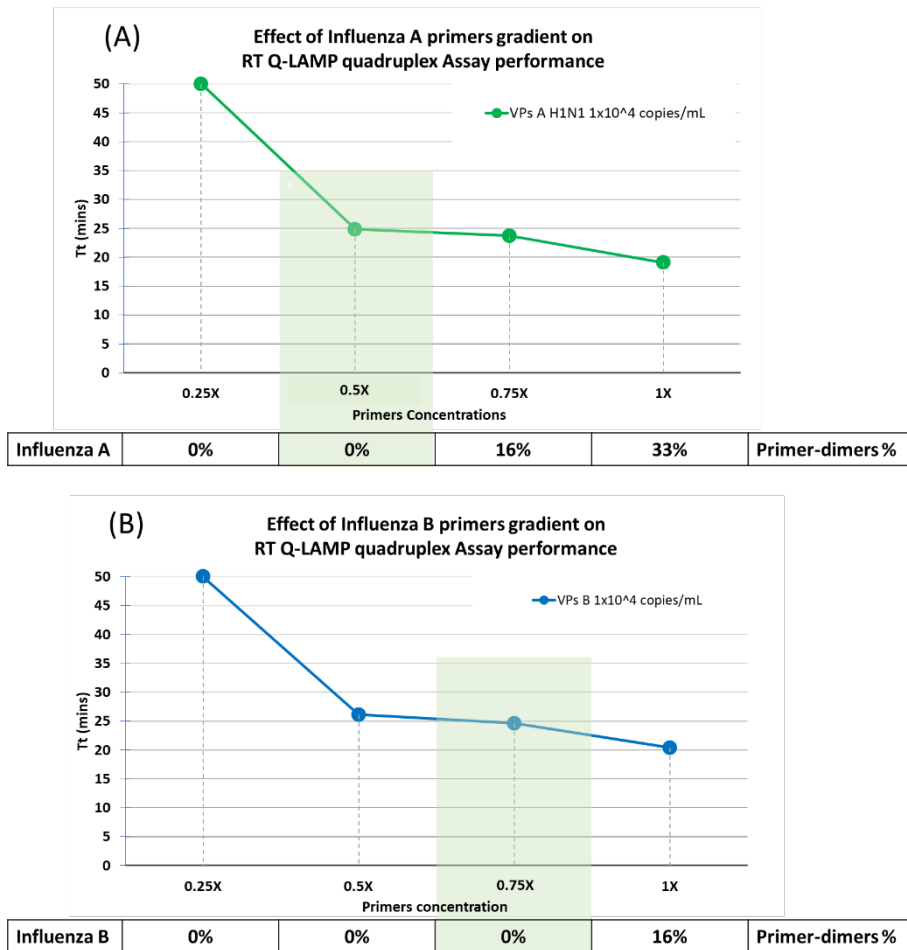 (A)
Effect of Influenza A primers gradient on
RT Q-LAMP quadruplex Assay performance
VPs A H1N1 1x10^4 copies/mL
Tt (mins)
50
45
40
35
30
25
20
15
10
5
0
0.25X 0.5X 0.75X 1X
Primers Concentrations
Influenza A 0% 0% 16% 33% Primer-dimers %
(B)
Effect of Influenza B primers gradient on
RT Q-LAMP quadruplex Assay performance
VPs B 1x10^4 copies/mL
Tt (mins)
50
45
40
35
30
25
20
15
10
5
0
0.25X 0.5X 0.75X 1X
Primers concentration
Influenza B 0% 0% 0% 16% Primer-dimers %